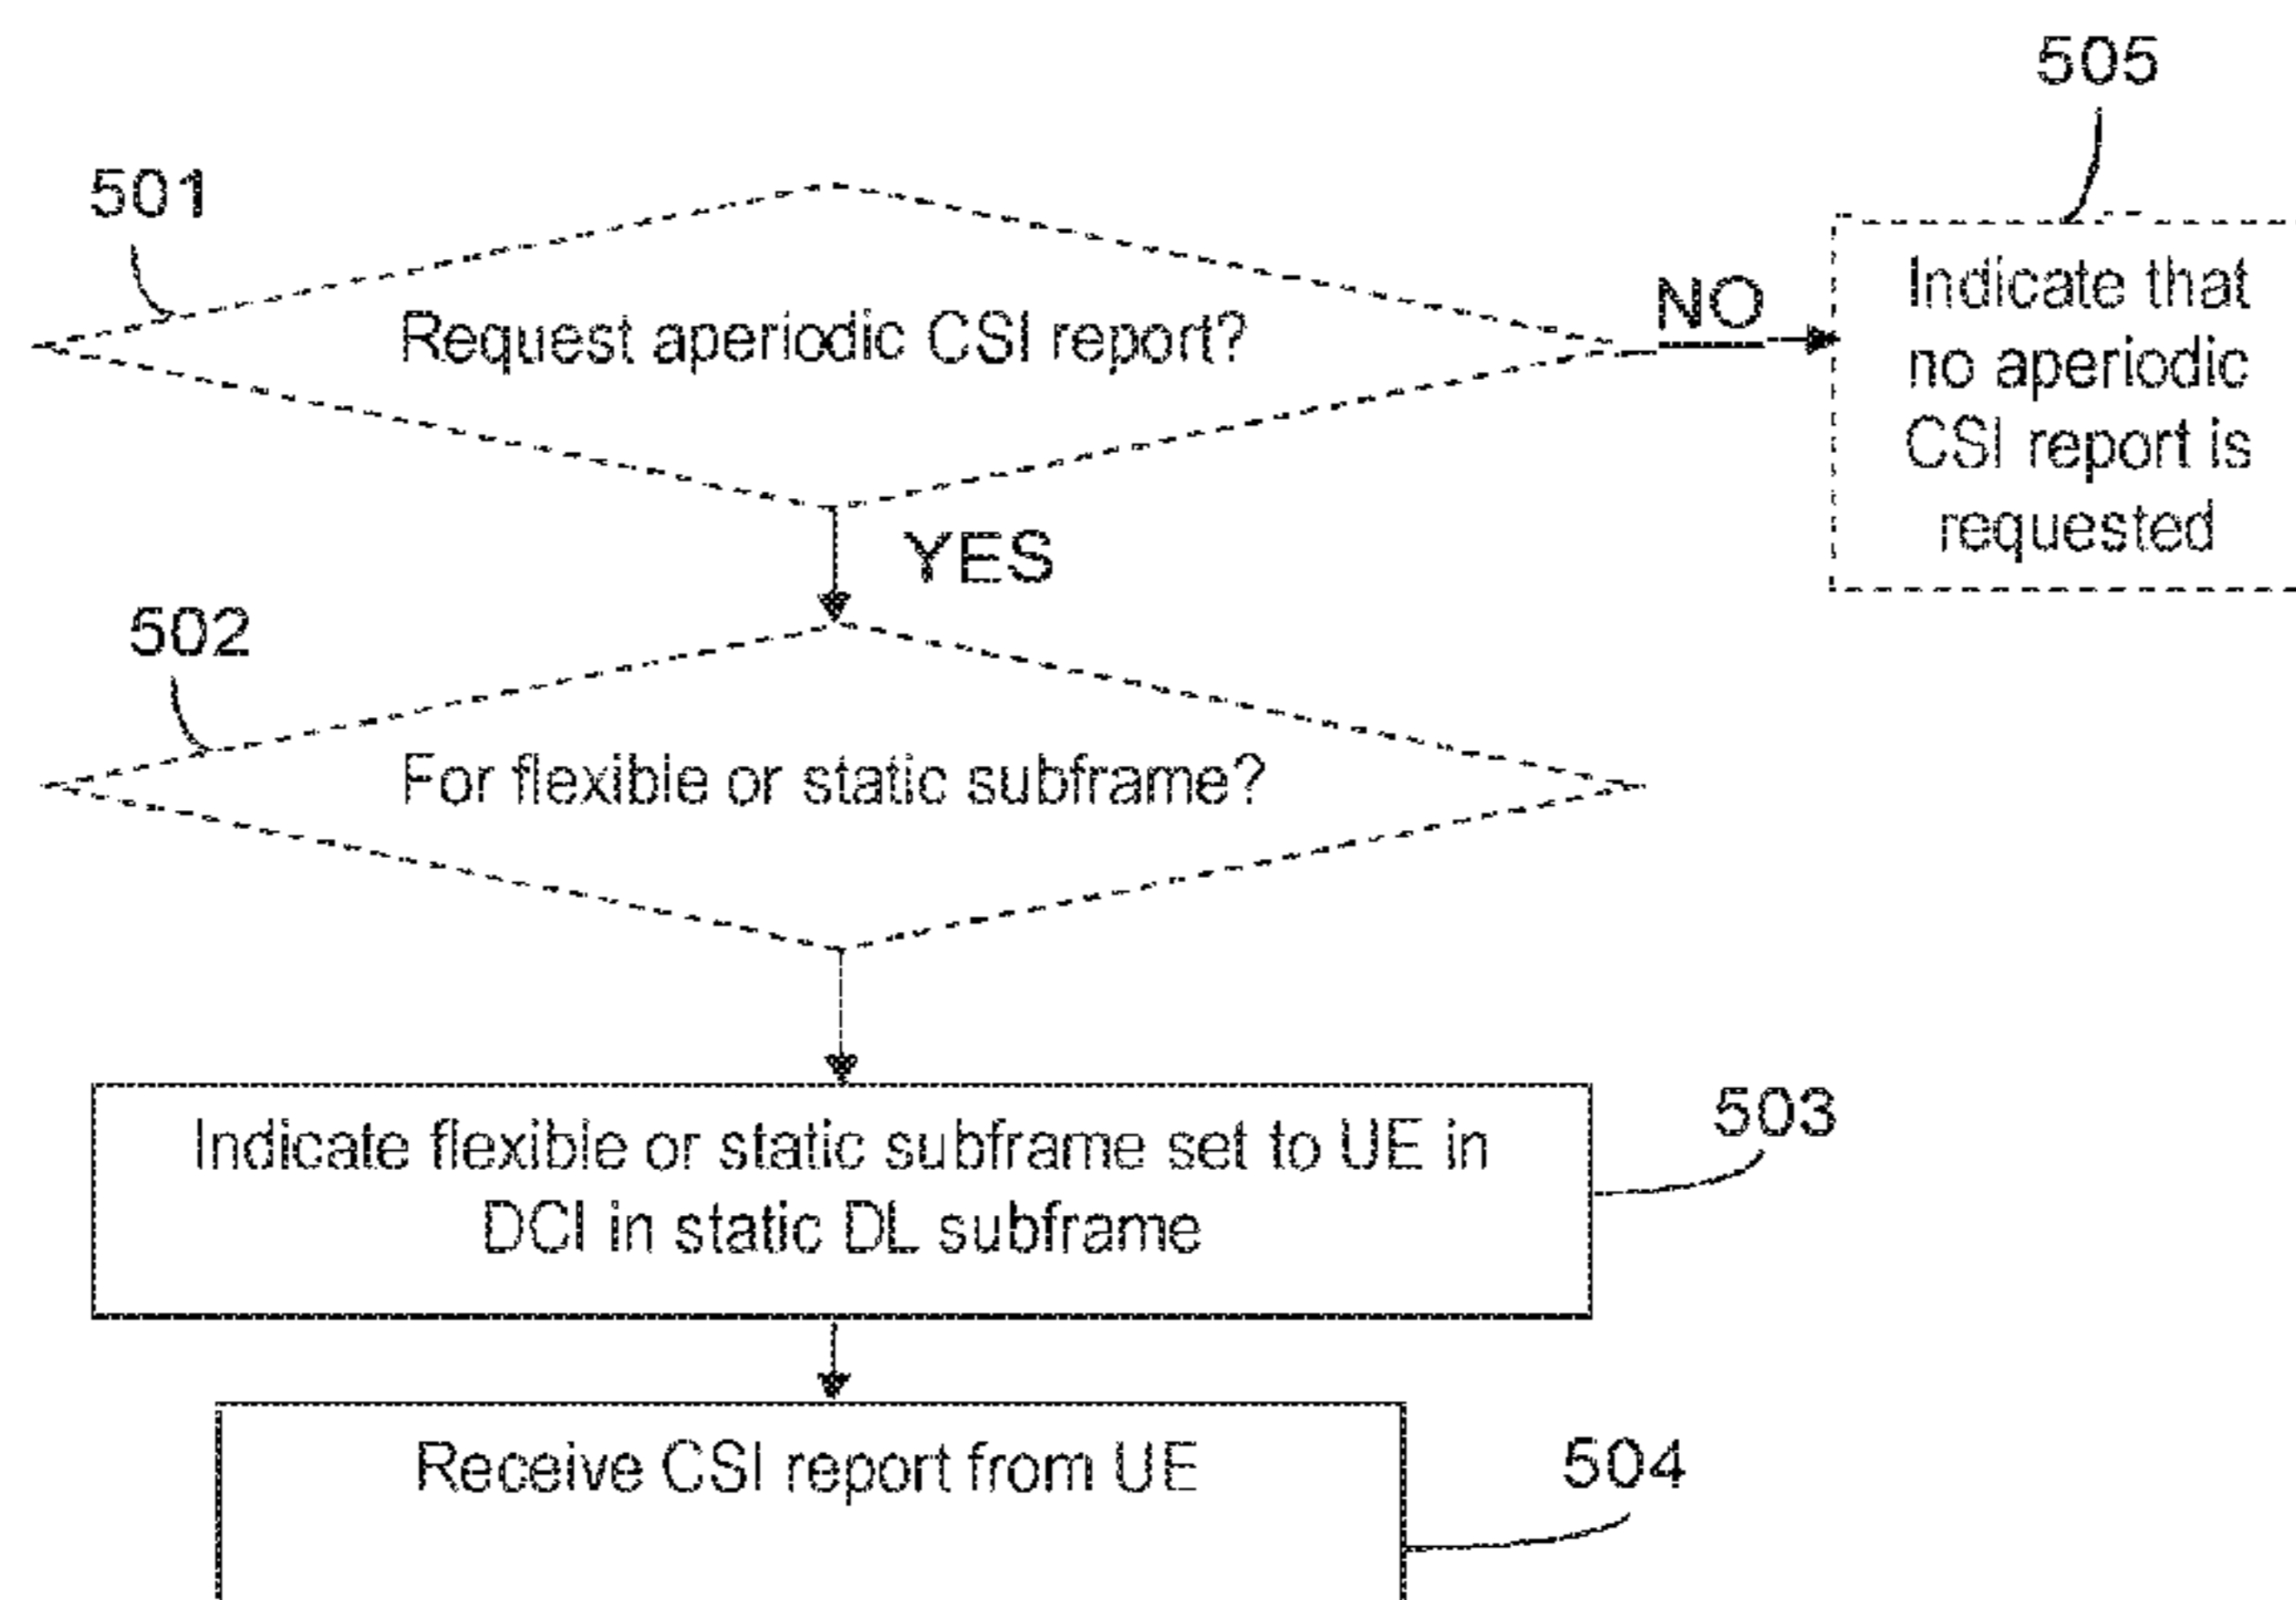 505
501
Request aperiodic CSI report?
NO
Indicate that
no aperiodic
CSI report is
requested
YES
502
For flexible or static subframe?
Indicate flexible or static subframe set to UE in
DCI in static DL subframe
503
Receive CSI report from UE
504